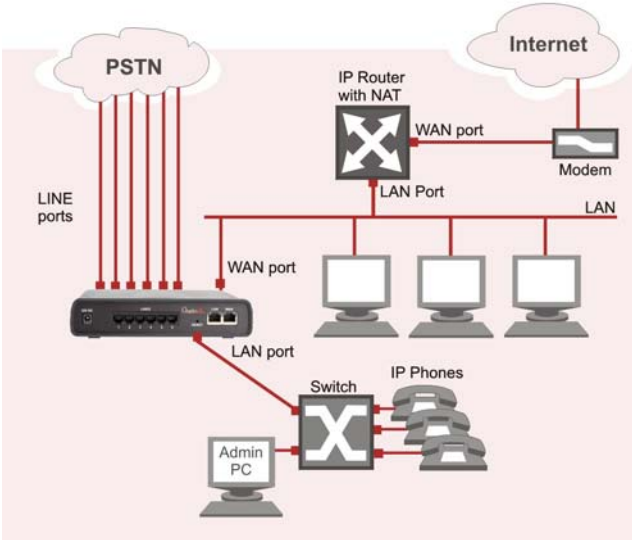 PSTN
Internet
IP Router
with NAT
WAN port
Modem
LAN Port
LINE
ports
LAN
WAN port
LAN port
Switch
IP Phones
Admin
PC